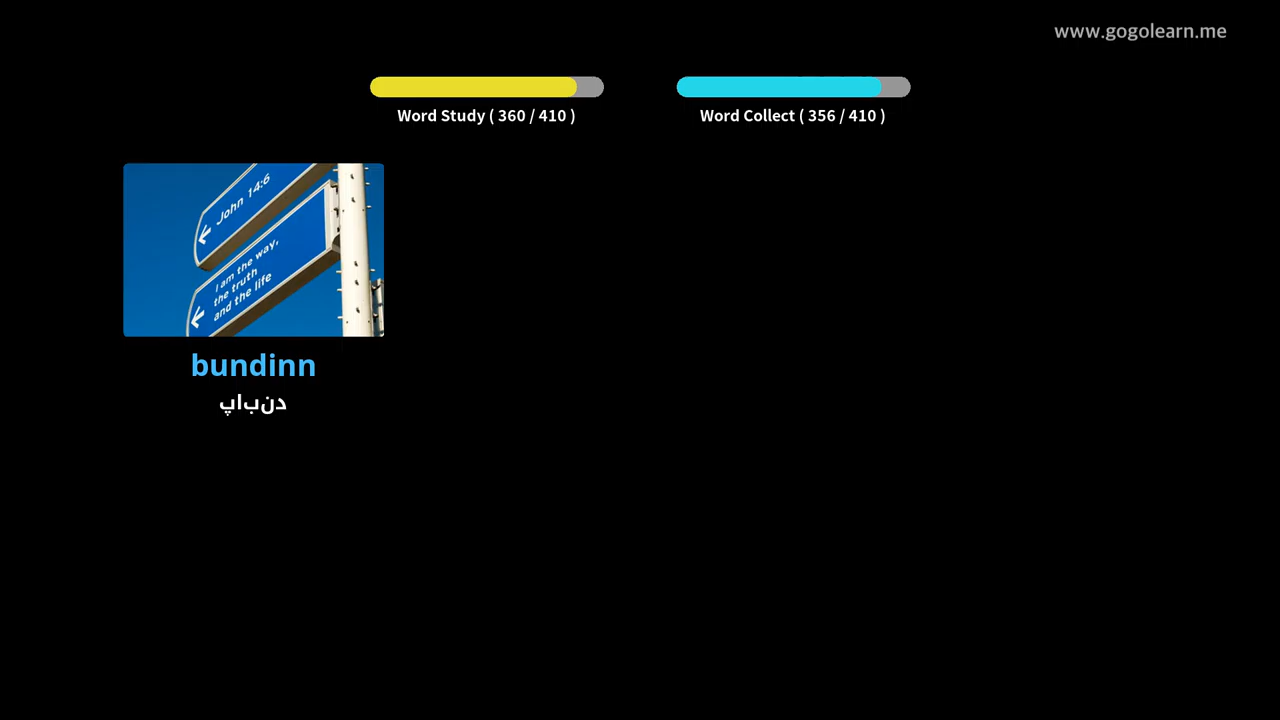 www.gogolearn.me
Word Study ( 360 / 410 )
Word Collect ( 356 / 410 )
John 14:6
I am the way,
the truth
and the life
bundinn
دنباپ